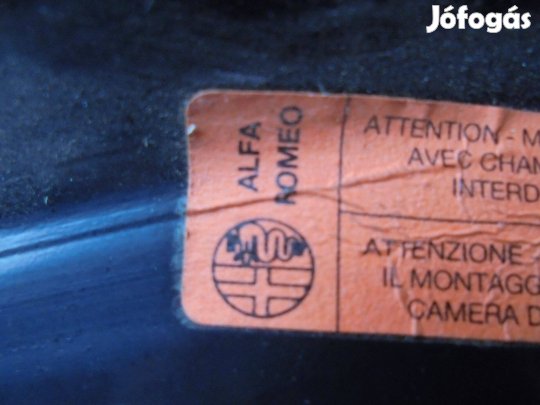 Jófogás
ALFA
ROMEO
ATTENTION - M
AVEC CHAM
INTERD
ATTENZIONE
IL MONTAGG
CAMERA D